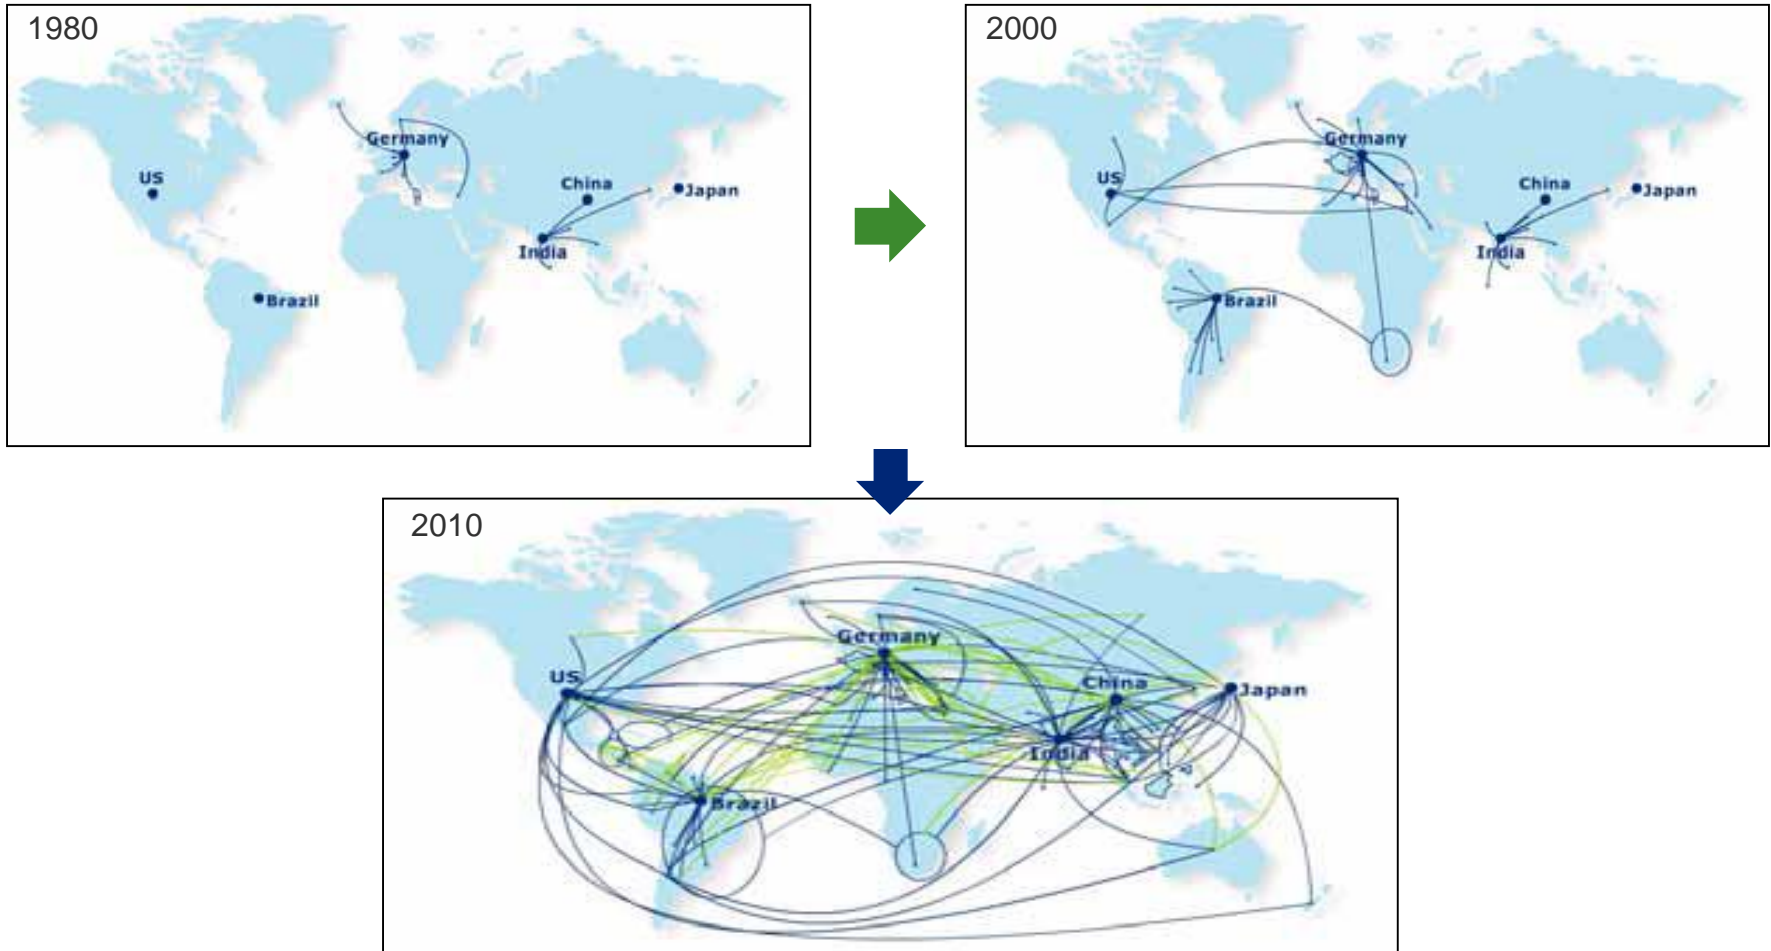 1980
Germany
US
China
Japan
India
Brazil
2000
Germany
US
China
Japan
India
Brazil
2010
Germany
US
China
Japan
India
Brazil